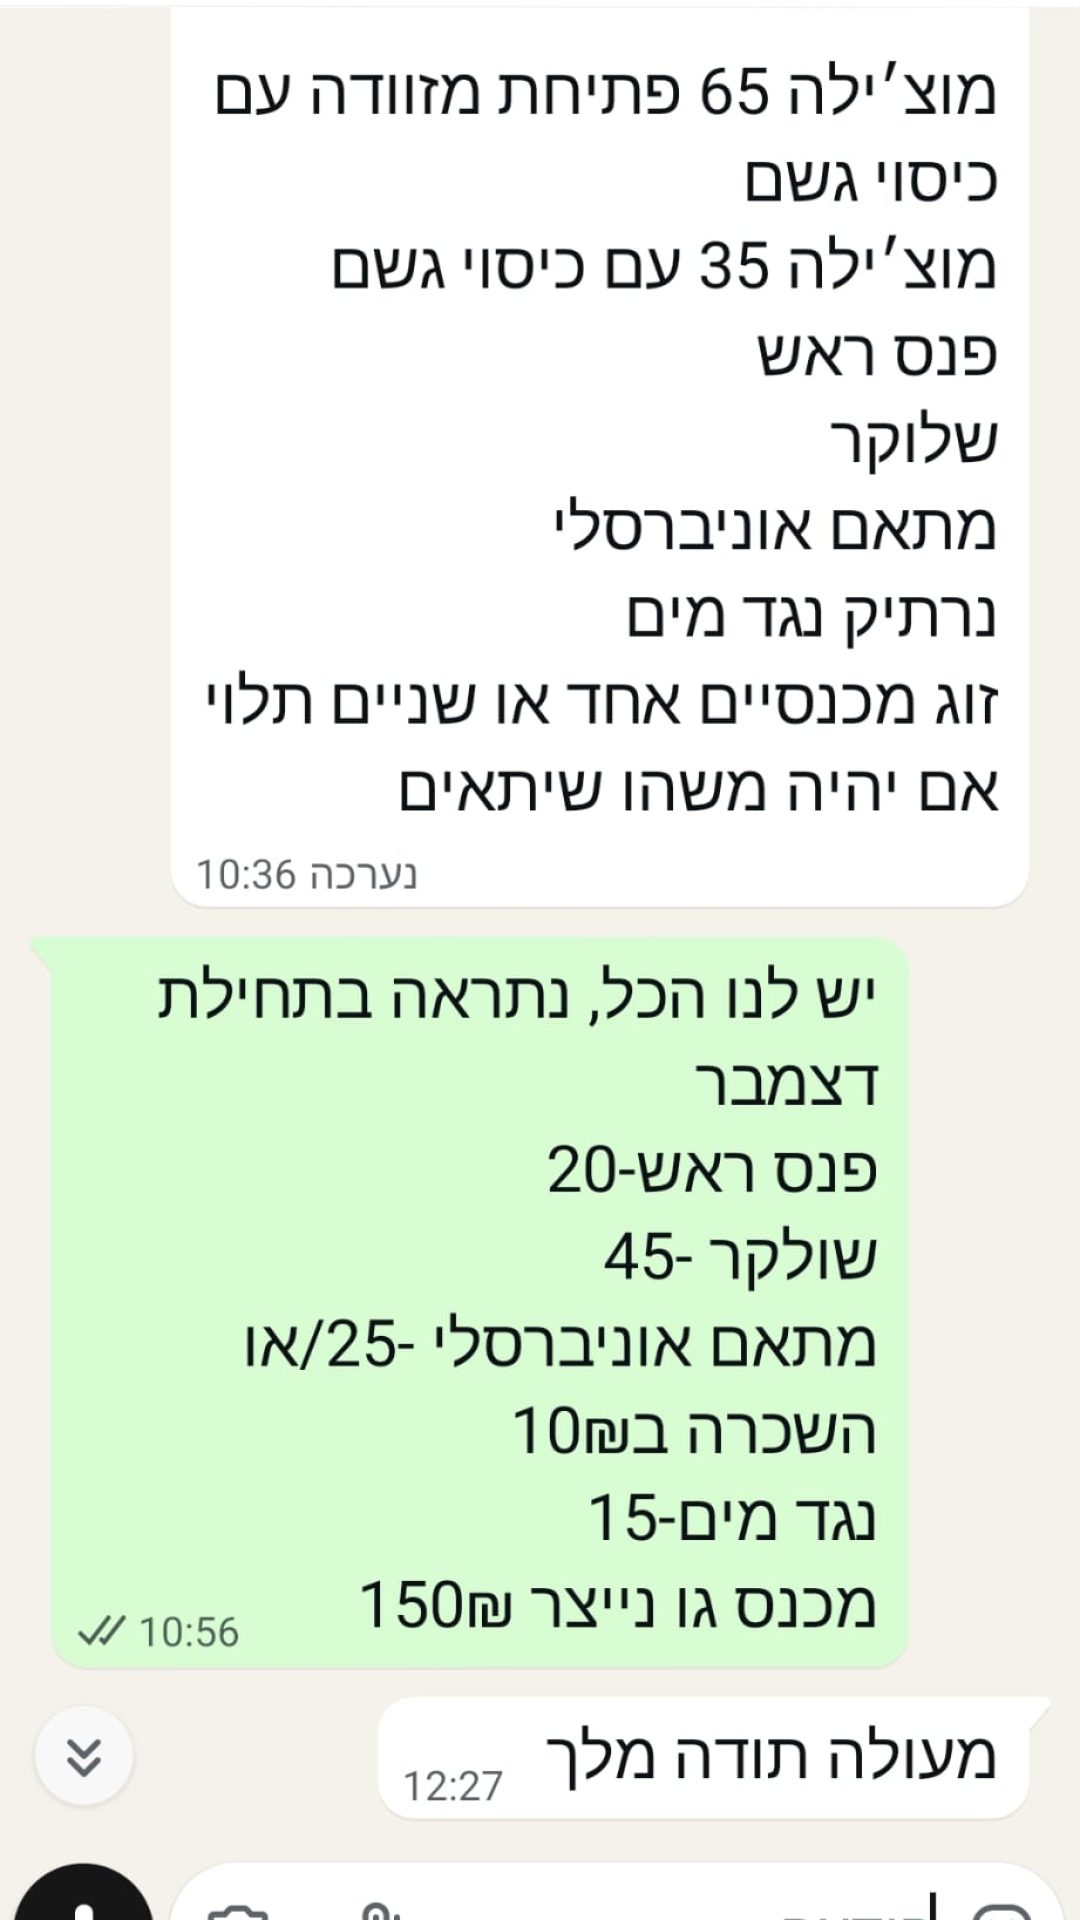 מוצ׳ילה 65 פתיחת מזוודה עם
כיסוי גשם
מוצ׳ילה 35 עם כיסוי גשם
פנס ראש
שלוקר
מתאם אוניברסלי
נרתיק נגד מים
זוג מכנסיים אחד או שניים תלוי
אם יהיה משהו שיתאים
נערכה 10:36
יש לנו הכל, נתראה בתחילת
דצמבר
פנס ראש-20
שולקר -45
מתאם אוניברסלי -25/או
השכרה ב₪10
נגד מים-15
מכנס גו נייצר ₪150
10:56
מעולה תודה מלך
12:27